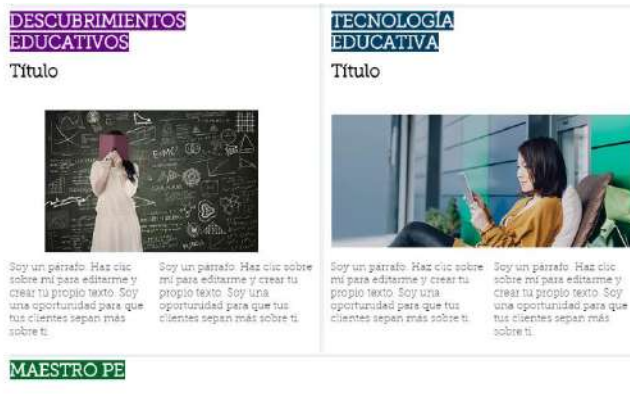 DESCUBRIMIENTOS
EDUCATIVOS
Título
E=MC²
Soy un párrafo. Haz clic
sobre mí para editarme y
crear tu propio texto. Soy
una oportunidad para que
tus clientes sepan más
sobre ti.
Soy un párrafo. Haz clic sobre
mí para editarme y crear tu
propio texto. Soy una
oportunidad para que tus
clientes sepan más sobre ti.
TECNOLOGÍA
EDUCATIVA
Título
Soy un párrafo. Haz clic sobre
mí para editarme y crear tu
propio texto. Soy una
oportunidad para que tus
clientes sepan más sobre ti.
Soy un párrafo. Haz clic
sobre mí para editarme y
crear tu propio texto. Soy
una oportunidad para que
tus clientes sepan más
sobre ti.
MAESTRO PE